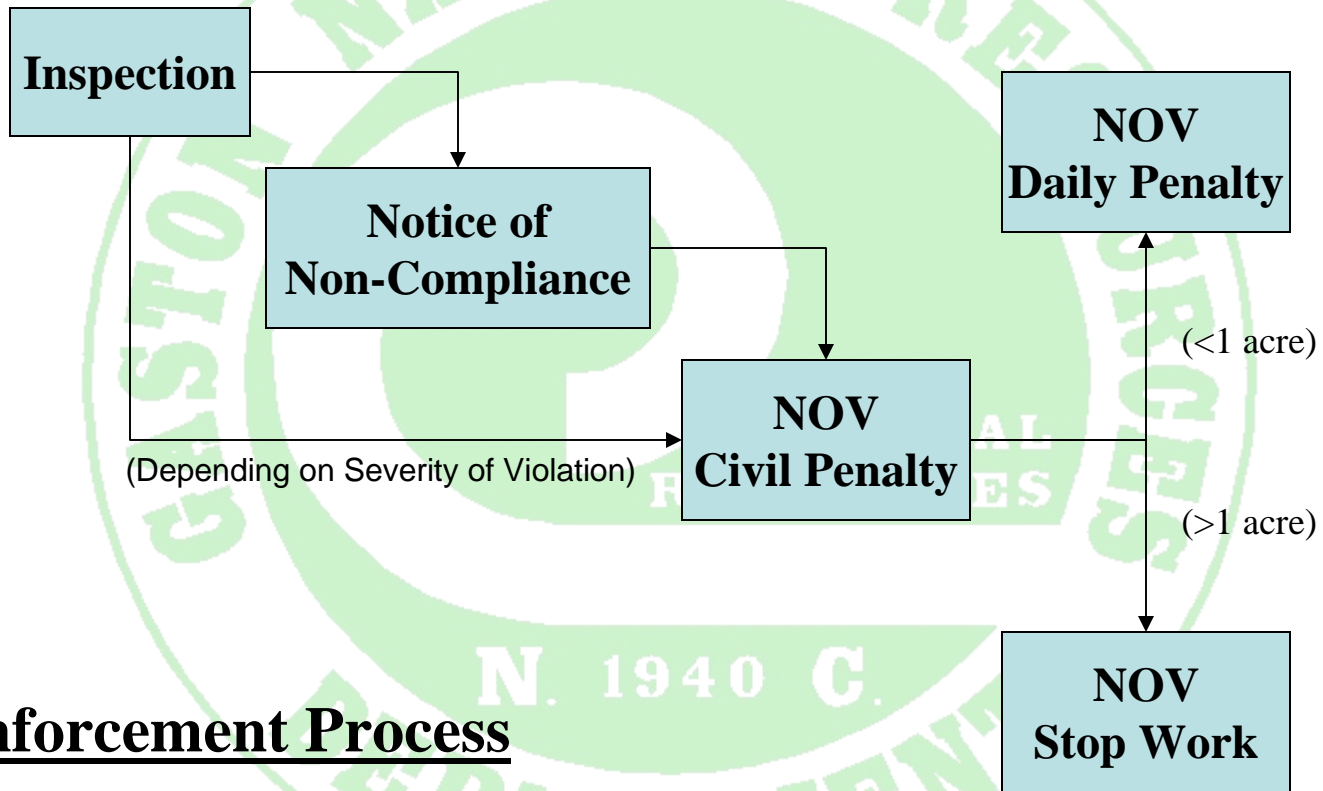 Inspection
Notice of
Non-Compliance
NOV
Daily Penalty
(<1 acre)
NOV
Civil Penalty
(Depending on Severity of Violation)
(>1 acre)
NOV
Stop Work
nforcement Process
GASTON
N. 1940 C.